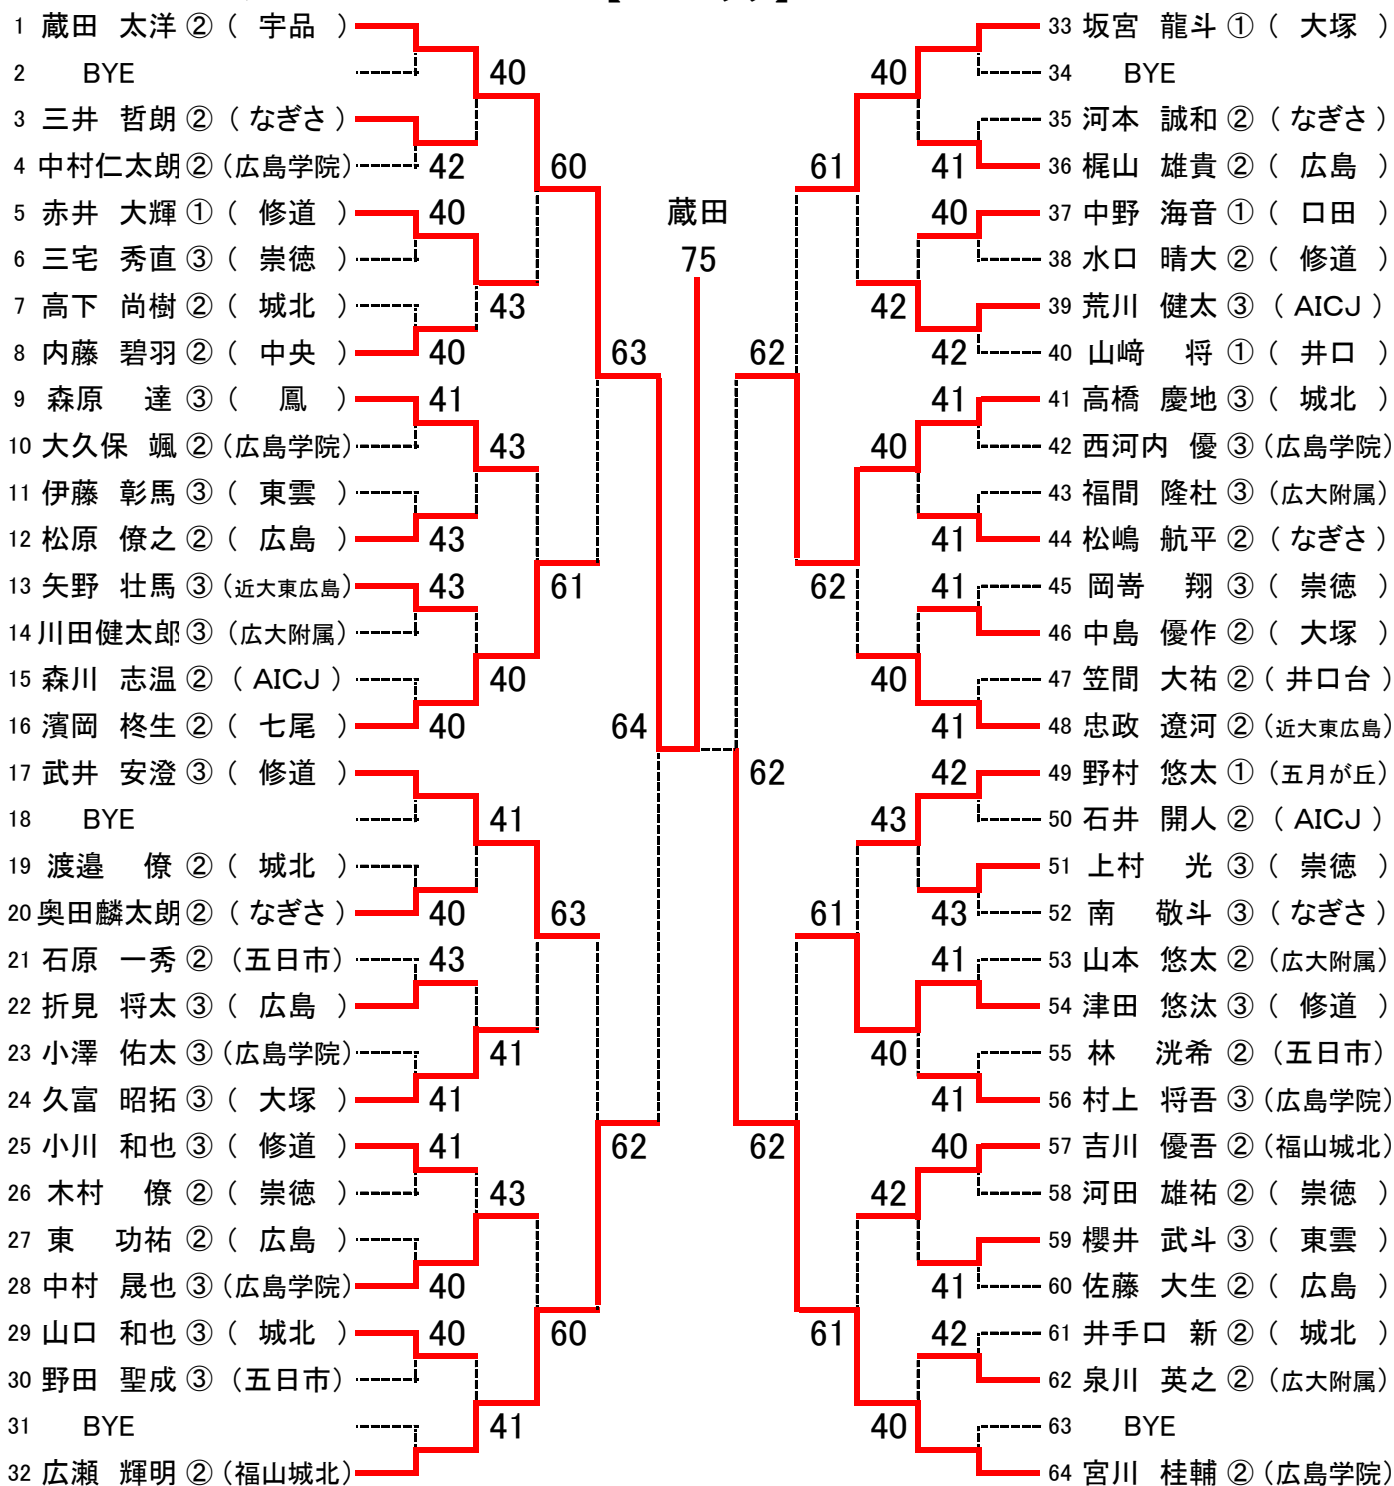 1 蔵田 太洋 ② ( 宇品 )
2 BYE
40
3 三井 哲朗 ② ( なぎさ )
4 中村仁太朗 ② (広島学院)
42
60
5 赤井 大輝 ① ( 修道 )
40
6 三宅 秀直 ③ ( 崇徳 )
7 高下 尚樹 ② ( 城北 )
43
8 内藤 碧羽 ② ( 中央 )
40
63
9 森原 達 ③ ( 鳳 )
41
10 大久保 颯 ② (広島学院)
43
11 伊藤 彰馬 ③ ( 東雲 )
12 松原 僚之 ② ( 広島 )
43
13 矢野 壮馬 ③ (近大東広島)
43
61
14 川田健太郎 ③ (広大附属)
15 森川 志温 ② ( AICJ )
40
16 濱岡 柊生 ② ( 七尾 )
40
64
17 武井 安澄 ③ ( 修道 )
18 BYE
41
19 渡邉 僚 ② ( 城北 )
20 奥田麟太朗 ② ( なぎさ )
40
63
21 石原 一秀 ② (五日市)
43
22 折見 将太 ③ ( 広島 )
23 小澤 佑太 ③ (広島学院)
41
24 久富 昭拓 ③ ( 大塚 )
41
25 小川 和也 ③ ( 修道 )
41
62
26 木村 僚 ② ( 崇徳 )
43
27 東 功祐 ② ( 広島 )
28 中村 晟也 ③ (広島学院)
40
29 山口 和也 ③ ( 城北 )
40
60
30 野田 聖成 ③ (五日市)
31 BYE
41
32 広瀬 輝明 ② (福山城北)
蔵田
75
33 坂宮 龍斗 ① ( 大塚 )
40
34 BYE
35 河本 誠和 ② ( なぎさ )
61
41
36 梶山 雄貴 ② ( 広島 )
40
37 中野 海音 ① ( 口田 )
38 水口 晴大 ② ( 修道 )
42
39 荒川 健太 ③ ( AICJ )
62
42
40 山﨑 将 ① ( 井口 )
41
41 高橋 慶地 ③ ( 城北 )
40
42 西河内 優 ③ (広島学院)
43 福間 隆杜 ③ (広大附属)
41
44 松嶋 航平 ② ( なぎさ )
62
41
45 岡嵜 翔 ③ ( 崇徳 )
46 中島 優作 ② ( 大塚 )
40
47 笠間 大祐 ② ( 井口台 )
41
48 忠政 遼河 ② (近大東広島)
62
42
49 野村 悠太 ① (五月が丘)
43
50 石井 開人 ② ( AICJ )
51 上村 光 ③ ( 崇徳 )
61
43
52 南 敬斗 ③ ( なぎさ )
41
53 山本 悠太 ② (広大附属)
54 津田 悠汰 ③ ( 修道 )
40
55 林 洸希 ② (五日市)
41
56 村上 将吾 ③ (広島学院)
62
40
57 吉川 優吾 ② (福山城北)
42
58 河田 雄祐 ② ( 崇徳 )
59 櫻井 武斗 ③ ( 東雲 )
41
60 佐藤 大生 ② ( 広島 )
61
42
61 井手口 新 ② ( 城北 )
62 泉川 英之 ② (広大附属)
40
63 BYE
64 宮川 桂輔 ② (広島学院)